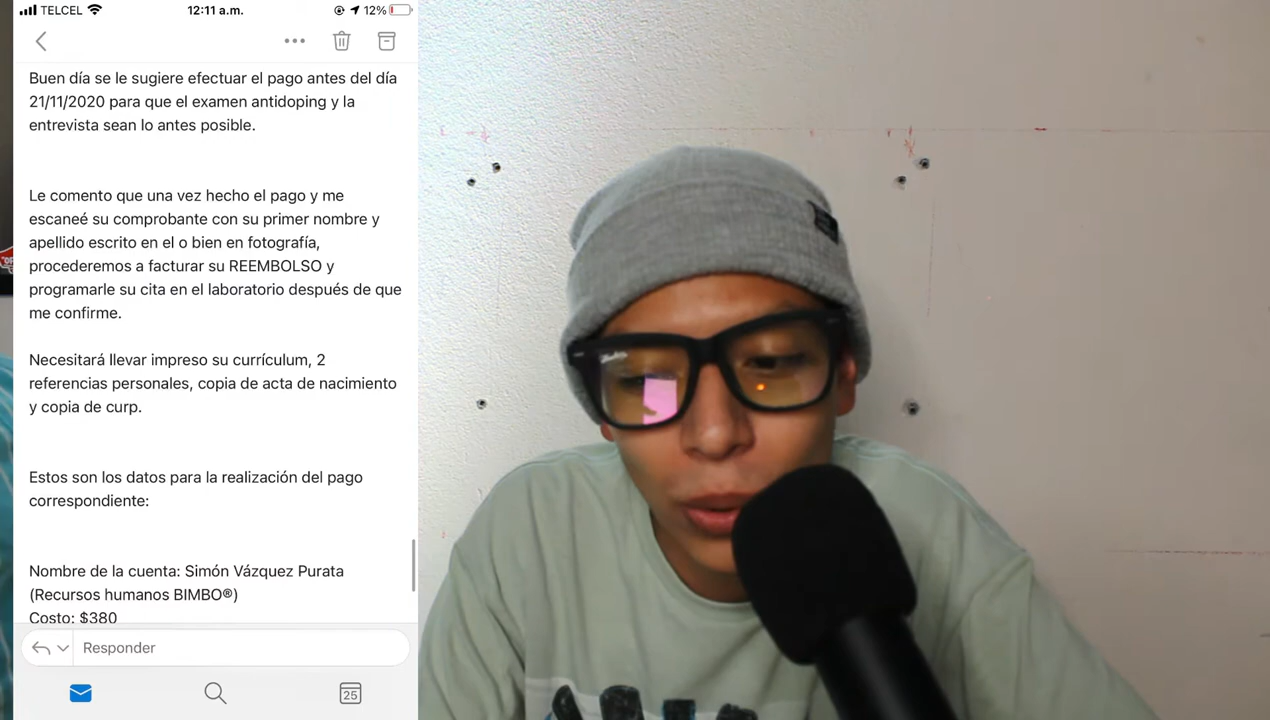 TELCEL
12:11 a.m.
12%
Buen día se le sugiere efectuar el pago antes del día
21/11/2020 para que el examen antidoping y la
entrevista sean lo antes posible.
Le comento que una vez hecho el pago y me
escaneé su comprobante con su primer nombre y
apellido escrito en el o bien en fotografía,
procederemos a facturar su REEMBOLSO y
programarle su cita en el laboratorio después de que
me confirme.
Necesitará llevar impreso su currículum, 2
referencias personales, copia de acta de nacimiento
y copia de curp.
Estos son los datos para la realización del pago
correspondiente:
Nombre de la cuenta: Simón Vázquez Purata
(Recursos humanos BIMBO®)
Costo: $380
Responder
25